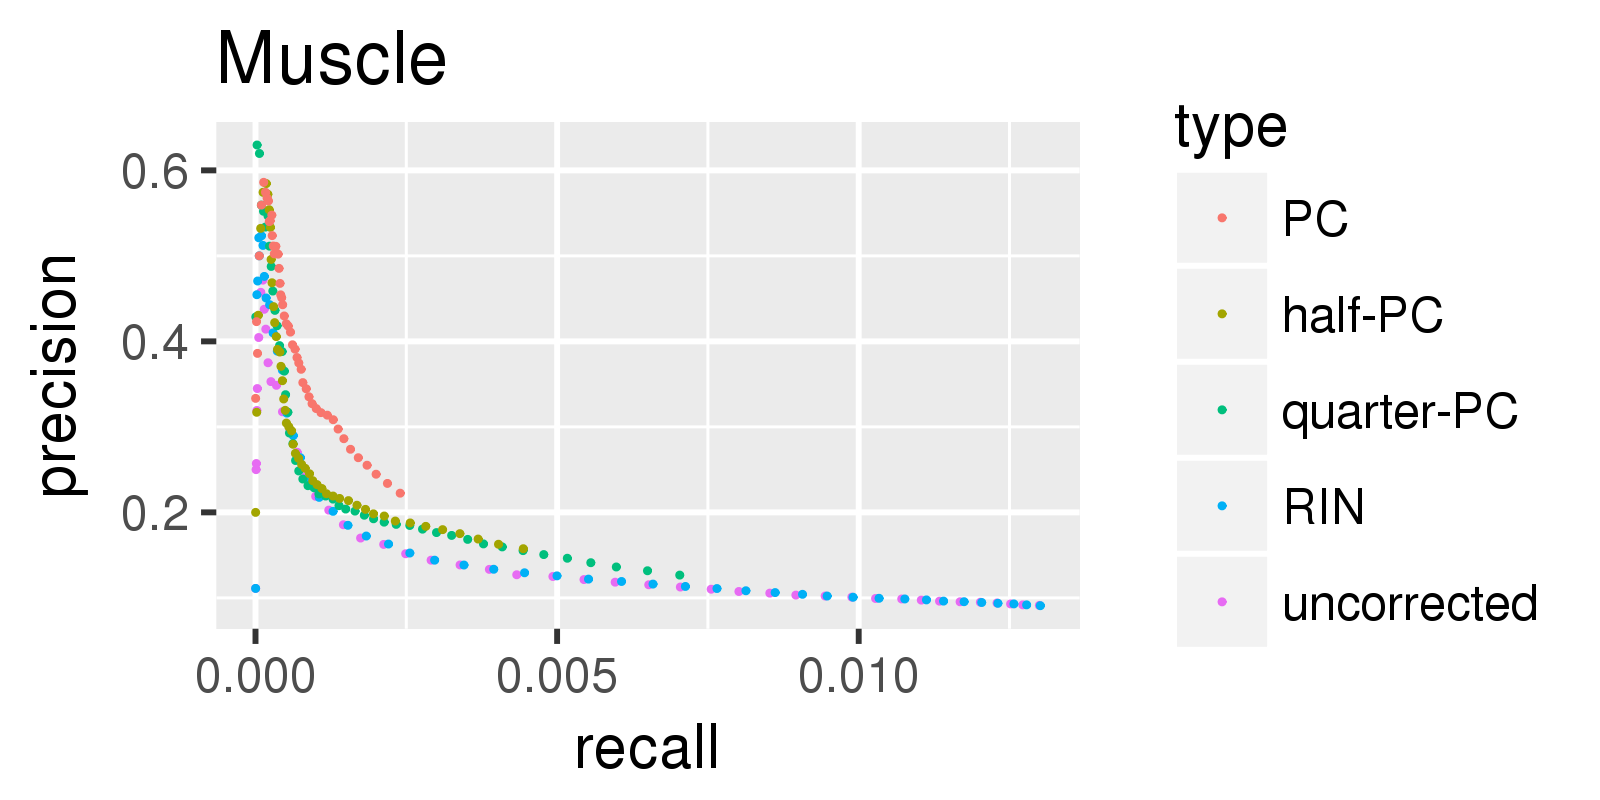 Muscle
precision
0.6
0.4
0.2
0.000 0.005 0.010
recall
type
PC
half-PC
quarter-PC
RIN
uncorrected